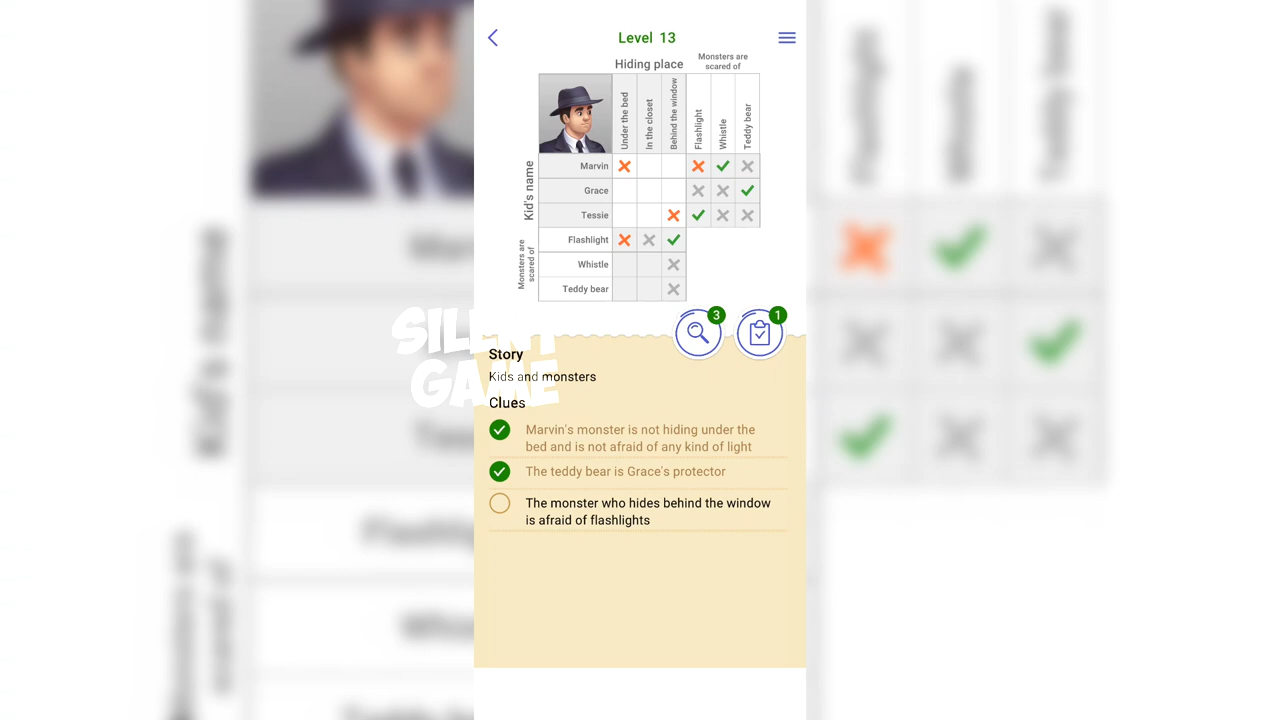 Level 13
Hiding place
Monsters are
scared of
Under the bed
In the closet
Behind the window
Flashlight
Whistle
Teddy bear
Kid's name
Marvin
Grace
Tessie
Monsters are
scared of
Flashlight
Whistle
Teddy bear
3
1
SILENT
GAME
Story
Kids and monsters
Clues
Marvin's monster is not hiding under the
bed and is not afraid of any kind of light
The teddy bear is Grace's protector
The monster who hides behind the window
is afraid of flashlights